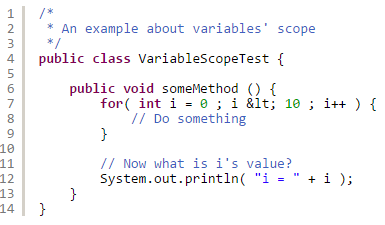 1 /*
2  * An example about variables' scope
3  */
4 public class VariableScopeTest {
5
6     public void someMethod () {
7         for( int i = 0 ; i &lt; 10 ; i++ ) {
8             // Do something
9         }
10
11         // Now what is i's value?
12         System.out.println( "i = " + i );
13     }
14 }